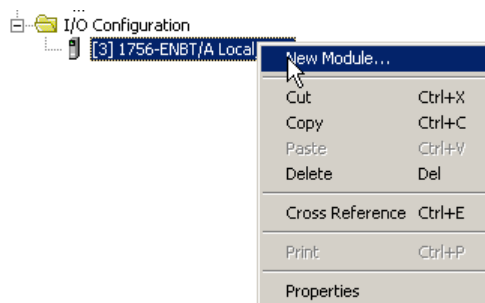 I/O Configuration
[3] 1756-ENBT/A Local
New Module...
Cut Ctrl+X
Copy Ctrl+C
Paste Ctrl+V
Delete Del
Cross Reference Ctrl+E
Print Ctrl+P
Properties